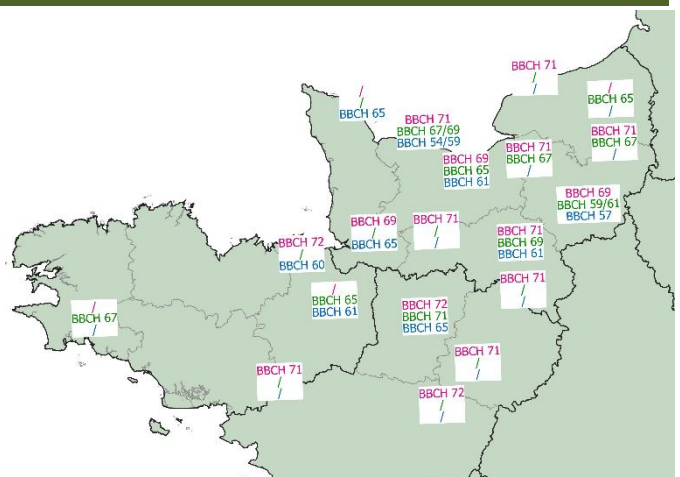 BBCH 71
/
/
/
/
BBCH 65
/
BBCH 65
/
BBCH 71
BBCH 67/69
BBCH 54/59
BBCH 71
BBCH 67
/
BBCH 71
BBCH 67
/
BBCH 69
BBCH 65
BBCH 61
BBCH 69
BBCH 59/61
BBCH 57
BBCH 69
/
BBCH 65
BBCH 71
/
/
BBCH 71
BBCH 69
BBCH 61
BBCH 72
/
BBCH 60
BBCH 71
/
/
/
BBCH 65
BBCH 61
BBCH 72
BBCH 71
BBCH 65
/
BBCH 67
/
BBCH 71
/
/
BBCH 71
/
/
BBCH 72
/
/